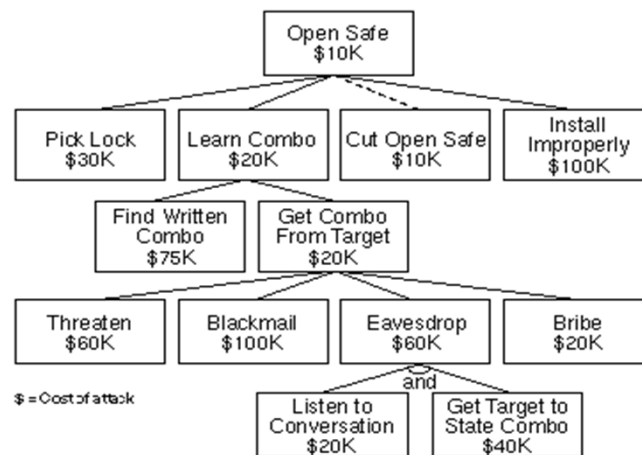 Open Safe
$10K
Pick Lock
$30K
Learn Combo
$20K
Cut Open Safe
$10K
Install
Improperly
$100K
Find Written
Combo
$75K
Get Combo
From Target
$20K
Threaten
$60K
Blackmail
$100K
Eavesdrop
$60K
Bribe
$20K
and
$ = Cost of attack
Listen to
Conversation
$20K
Get Target to
State Combo
$40K